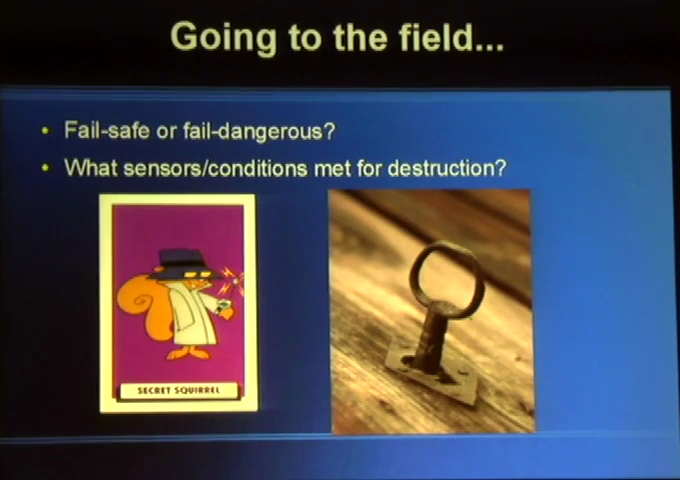 Going to the field...
• Fail-safe or fail-dangerous?
• What sensors/conditions met for destruction?
SECRET SQUIRREL